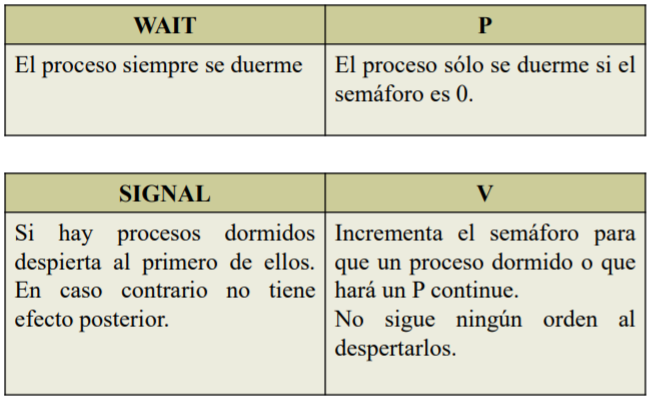 WAIT
P
El proceso siempre se duerme
El proceso sólo se duerme si el
semáforo es 0.
SIGNAL
V
Si hay procesos dormidos
despierta al primero de ellos.
En caso contrario no tiene
efecto posterior.
Incrementa el semáforo para
que un proceso dormido o que
hará un P continue.
No sigue ningún orden al
despertarlos.